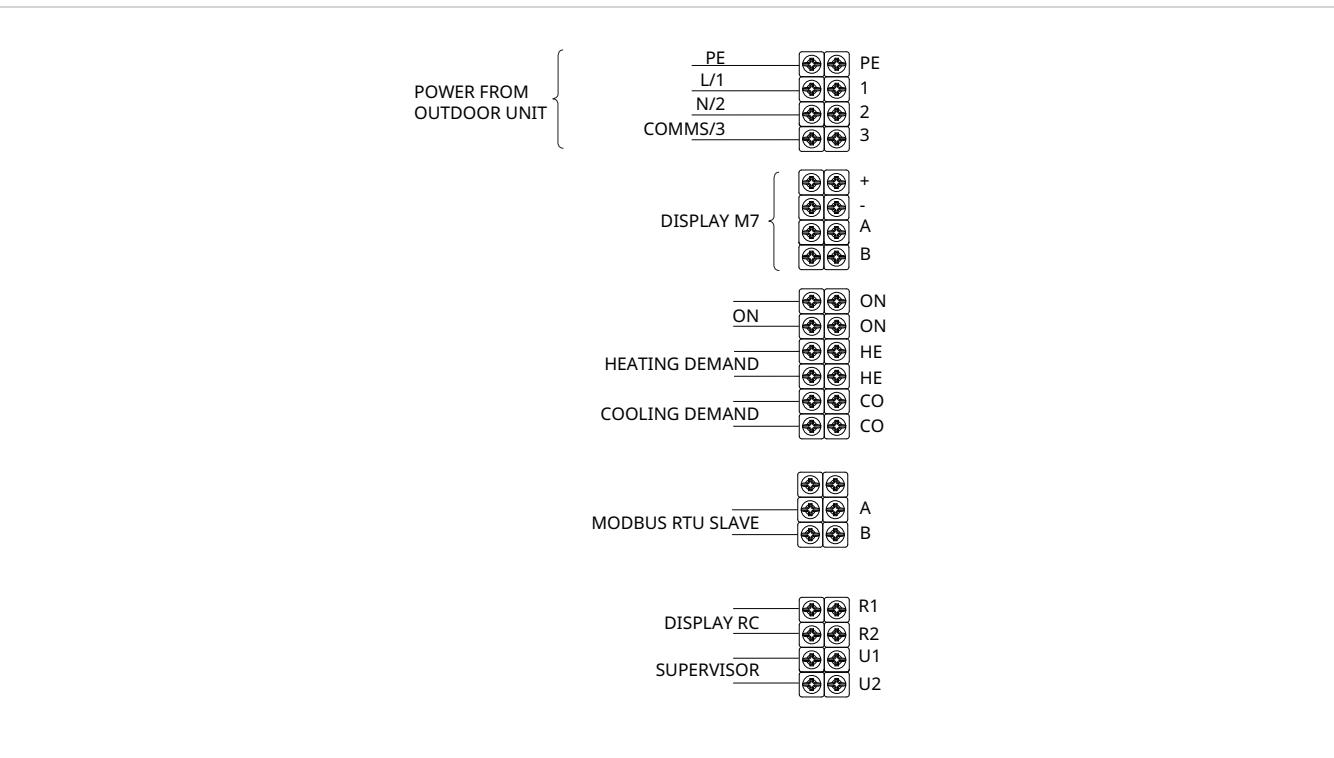 POWER FROM
OUTDOOR UNIT
PE
PE
L/1
1
N/2
2
COMMS/3
3
DISPLAY M7
+
-
A
B
ON
ON
ON
HEATING DEMAND
HE
HE
COOLING DEMAND
CO
CO
MODBUS RTU SLAVE
A
B
DISPLAY RC
R1
R2
SUPERVISOR
U1
U2